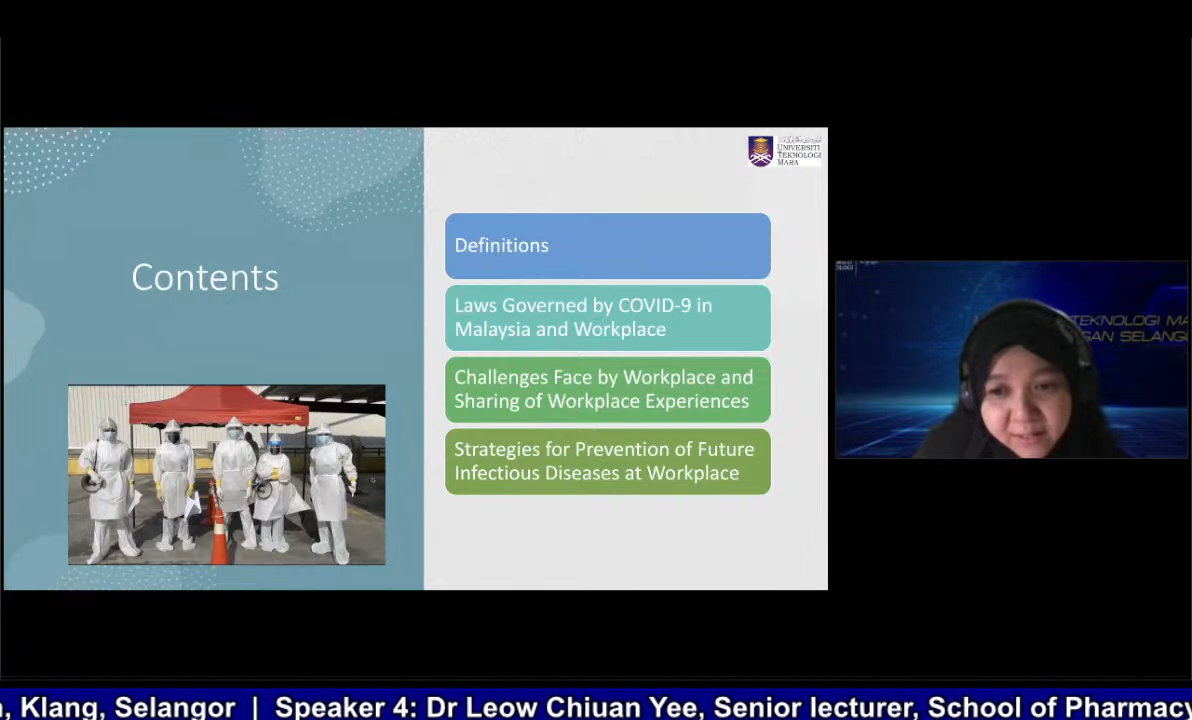 Contents
UNIVERSITI
TEKNOLOGI
MARA
Definitions
Laws Governed by COVID-9 in
Malaysia and Workplace
Challenges Face by Workplace and
Sharing of Workplace Experiences
Strategies for Prevention of Future
Infectious Diseases at Workplace
TEKNOLOGI MA
SAN SELANG
, Klang, Selangor | Speaker 4: Dr Leow Chiuan Yee, Senior lecturer, School of Pharmacy